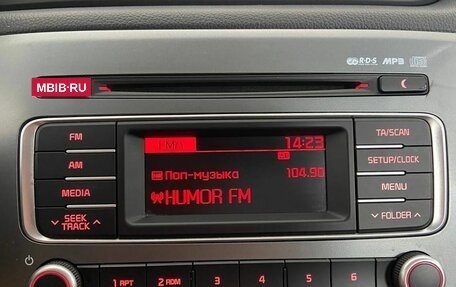 R·D·S MP3
MBIB.RU
FM
AM
MEDIA
SEEK
TRACK
14:23
Поп-музыка 104.90
HUMOR FM
TA/SCAN
SETUP/CLOCK
MENU
FOLDER
1 RPT 2 RDM 3 4 5 6